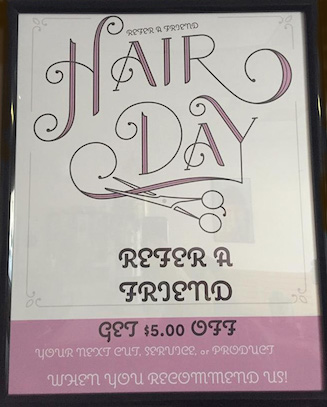 REFER A FRIEND
HAIR
DAY
REFER A
FRIEND
GET $5.00 OFF
YOUR NEXT CUT, SERVICE, or PRODUCT
WHEN YOU RECOMMEND US!